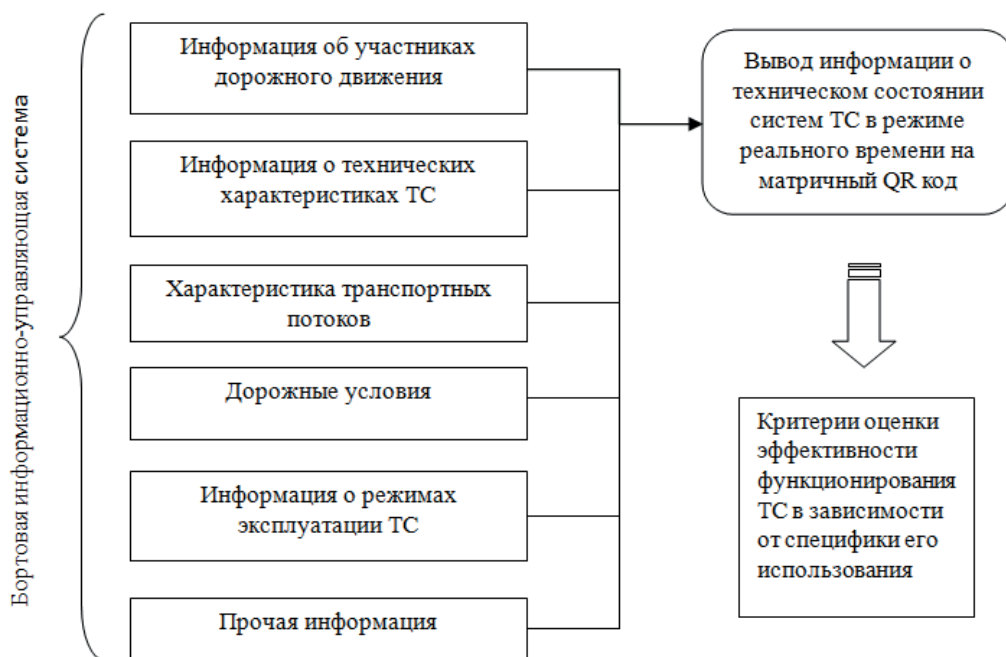 Бортовая информационно-управляющая система
Информация об участниках
дорожного движения
Информация о технических
характеристиках ТС
Характеристика транспортных
потоков
Дорожные условия
Информация о режимах
эксплуатации ТС
Прочая информация
Вывод информации о
техническом состоянии
систем ТС в режиме
реального времени на
матричный QR код
Критерии оценки
эффективности
функционирования
ТС в зависимости
от специфики его
использования